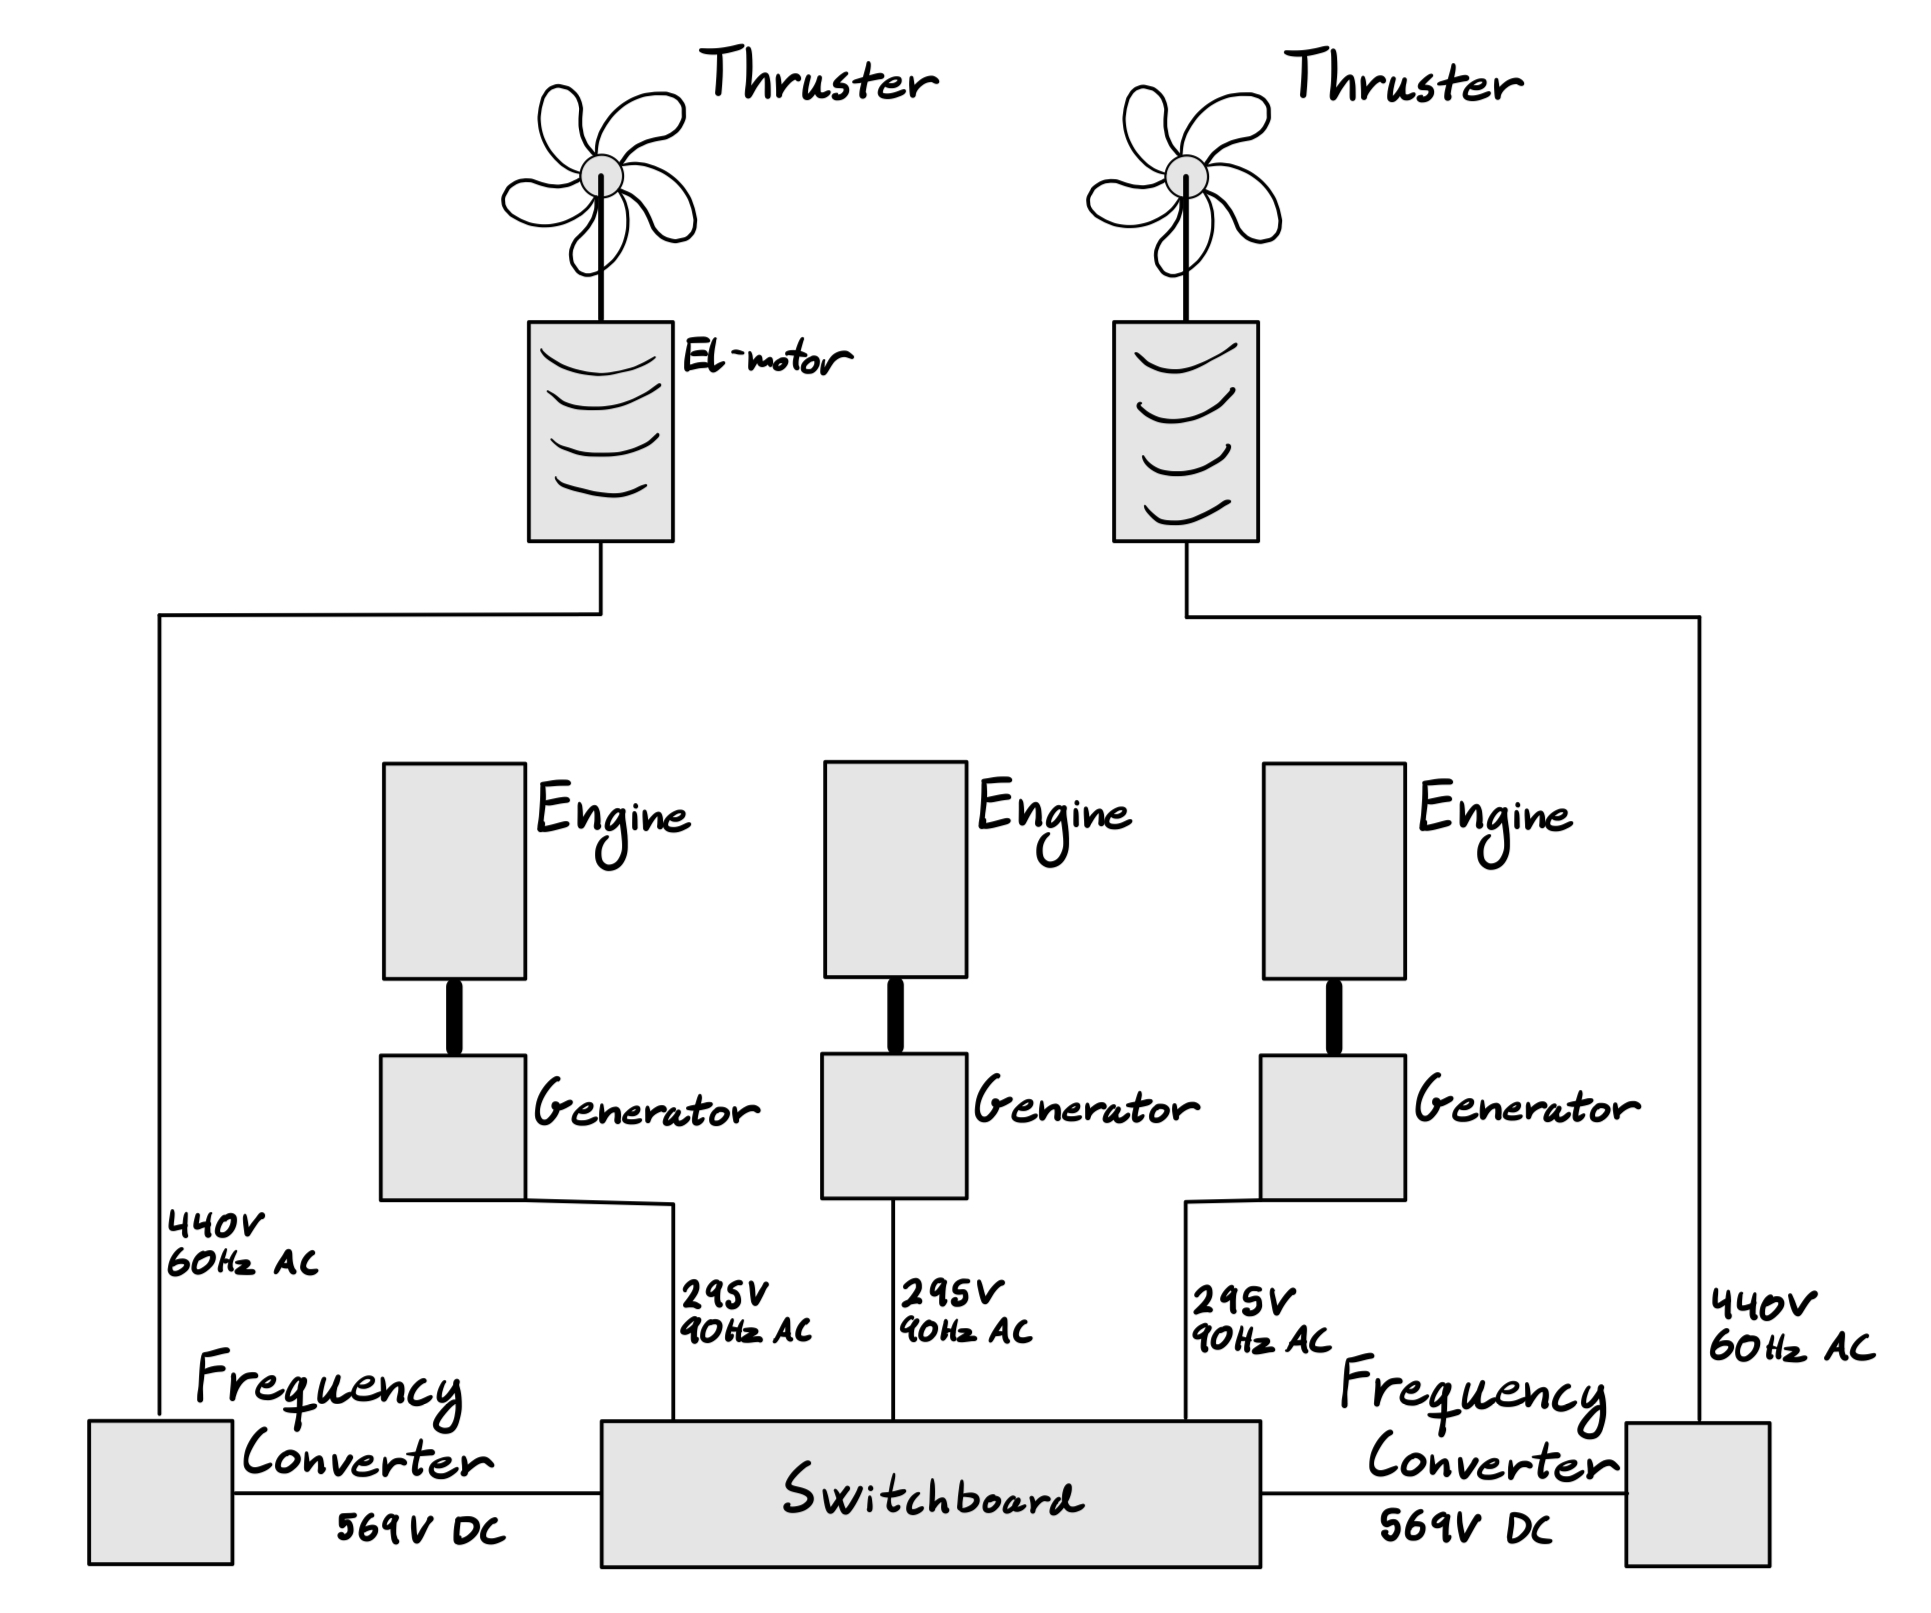 Thruster
Thruster
EL-motor
Engine
Engine
Engine
Generator
Generator
Generator
440V
60Hz AC
295V
90Hz AC
295V
90Hz AC
295V
90Hz AC
440V
60Hz AC
Frequency
Converter
569V DC
Switchboard
Frequency
Converter
569V DC